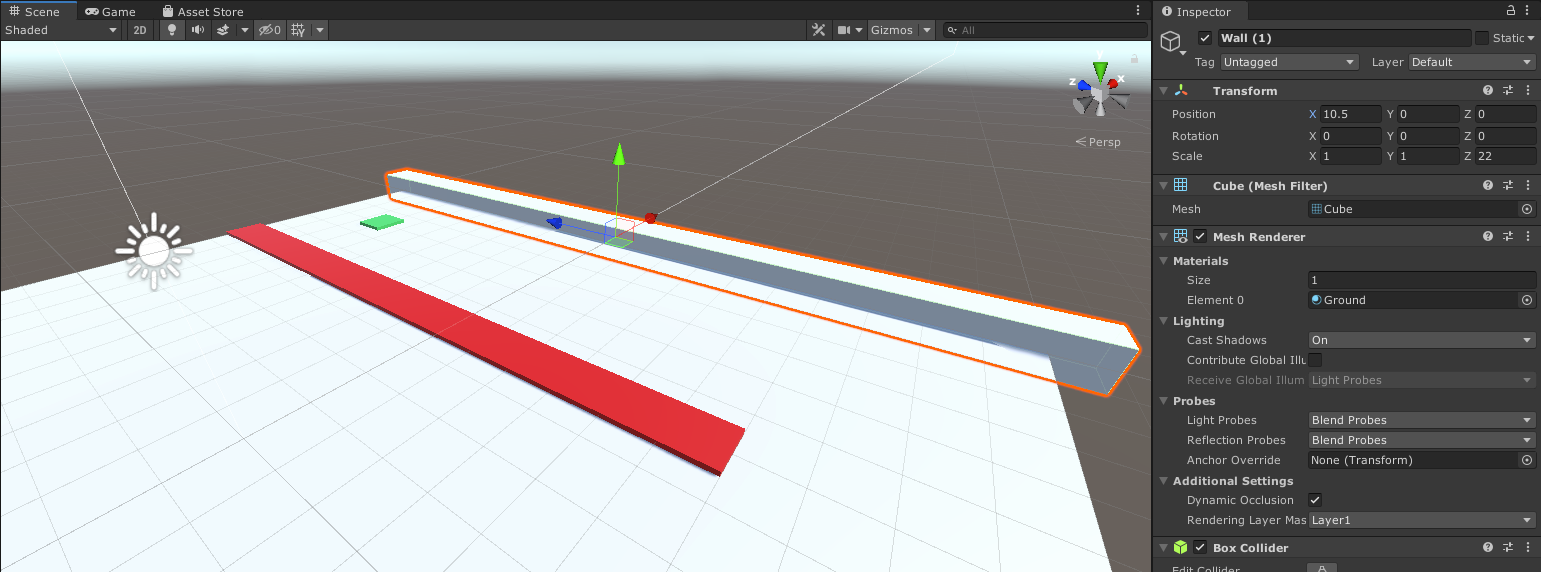 Scene Game Asset Store
Shaded 2D 0 Gizmos All
y
z x
Persp
Inspector
Wall (1) Static
Tag Untagged Layer Default
Transform
Position X 10.5 Y 0 Z 0
Rotation X 0 Y 0 Z 0
Scale X 1 Y 1 Z 22
Cube (Mesh Filter)
Mesh Cube
Mesh Renderer
Materials
Size 1
Element 0 Ground
Lighting
Cast Shadows On
Contribute Global Illu
Receive Global Illum Light Probes
Probes
Light Probes Blend Probes
Reflection Probes Blend Probes
Anchor Override None (Transform)
Additional Settings
Dynamic Occlusion
Rendering Layer Mas Layer1
Box Collider
Edit Collider